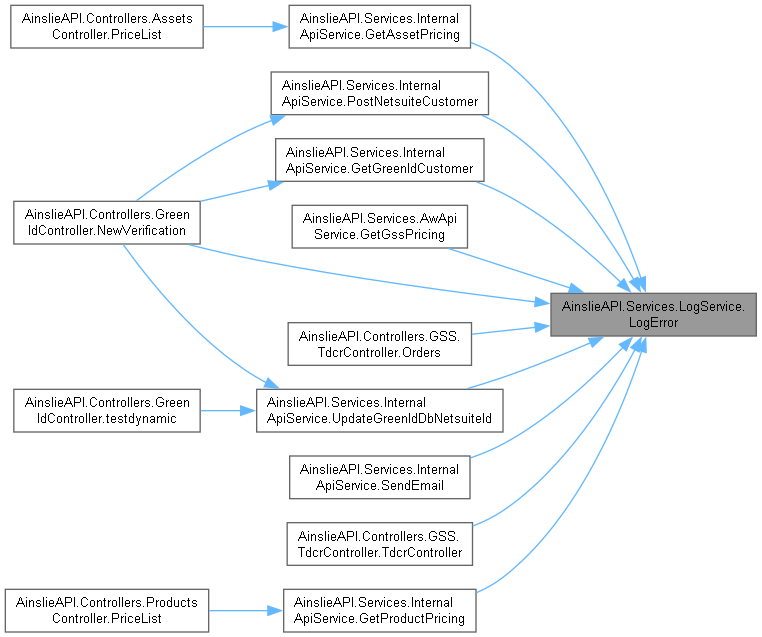 AinslieAPI.Controllers.Assets
Controller.PriceList
AinslieAPI.Services.Internal
ApiService.GetAssetPricing
AinslieAPI.Services.Internal
ApiService.PostNetsuiteCustomer
AinslieAPI.Services.Internal
ApiService.GetGreenIdCustomer
AinslieAPI.Controllers.Green
IdController.NewVerification
AinslieAPI.Services.AwApi
Service.GetGssPricing
AinslieAPI.Services.LogService.
LogError
AinslieAPI.Controllers.GSS.
TdcrController.Orders
AinslieAPI.Controllers.Green
IdController.testdynamic
AinslieAPI.Services.Internal
ApiService.UpdateGreenIdDbNetsuiteId
AinslieAPI.Services.Internal
ApiService.SendEmail
AinslieAPI.Controllers.GSS.
TdcrController.TdcrController
AinslieAPI.Controllers.Products
Controller.PriceList
AinslieAPI.Services.Internal
ApiService.GetProductPricing